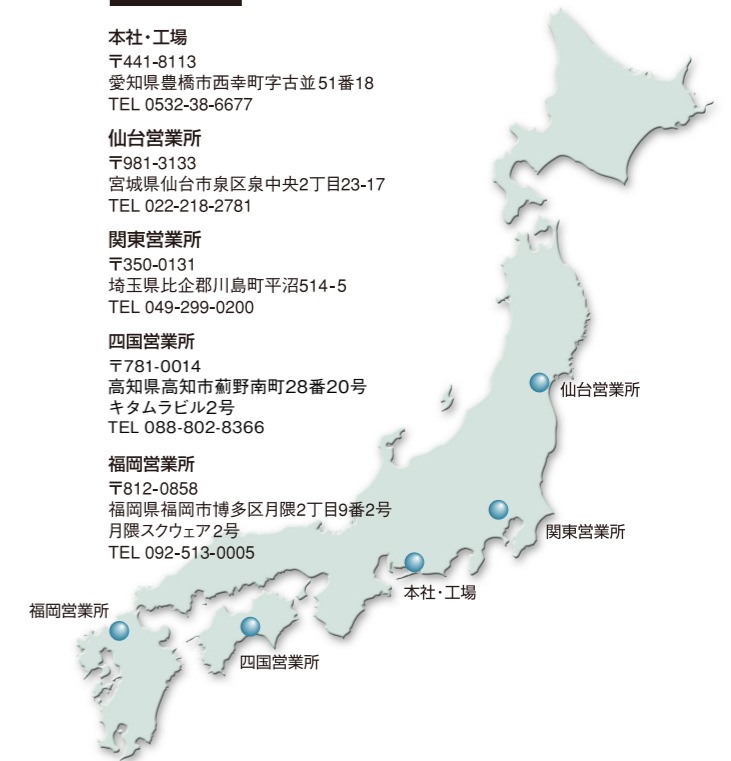 本社・工場
〒441-8113
愛知県豊橋市西幸町字古並51番18
TEL 0532-38-6677
仙台営業所
〒981-3133
宮城県仙台市泉区泉中央2丁目23-17
TEL 022-218-2781
関東営業所
〒350-0131
埼玉県比企郡川島町平沼514-5
TEL 049-299-0200
四国営業所
〒781-0014
高知県高知市薊野南町28番20号
キタムラビル2号
TEL 088-802-8366
福岡営業所
〒812-0858
福岡県福岡市博多区月隈2丁目9番2号
月隈スクウェア2号
TEL 092-513-0005
仙台営業所
関東営業所
本社・工場
福岡営業所
四国営業所